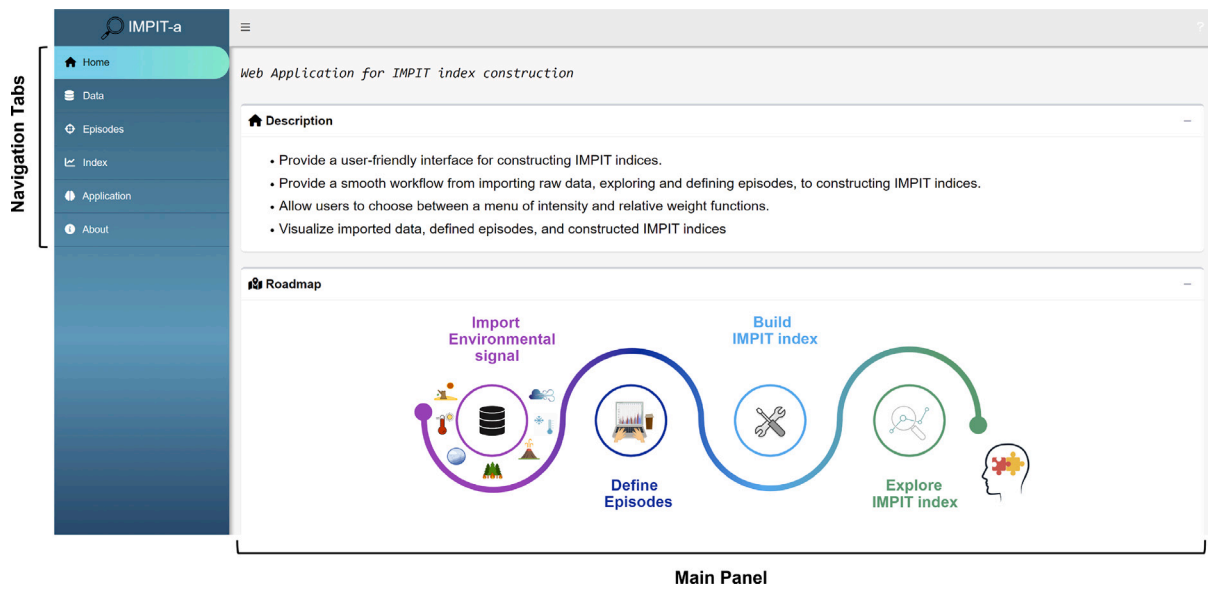 IMPIT-a
?
Navigation Tabs
Home
Data
Episodes
Index
Application
About
Web Application for IMPIT index construction
Description
• Provide a user-friendly interface for constructing IMPIT indices.
• Provide a smooth workflow from importing raw data, exploring and defining episodes, to constructing IMPIT indices.
• Allow users to choose between a menu of intensity and relative weight functions.
• Visualize imported data, defined episodes, and constructed IMPIT indices
Roadmap
Import
Environmental
signal
Define
Episodes
Build
IMPIT index
Explore
IMPIT index
Main Panel